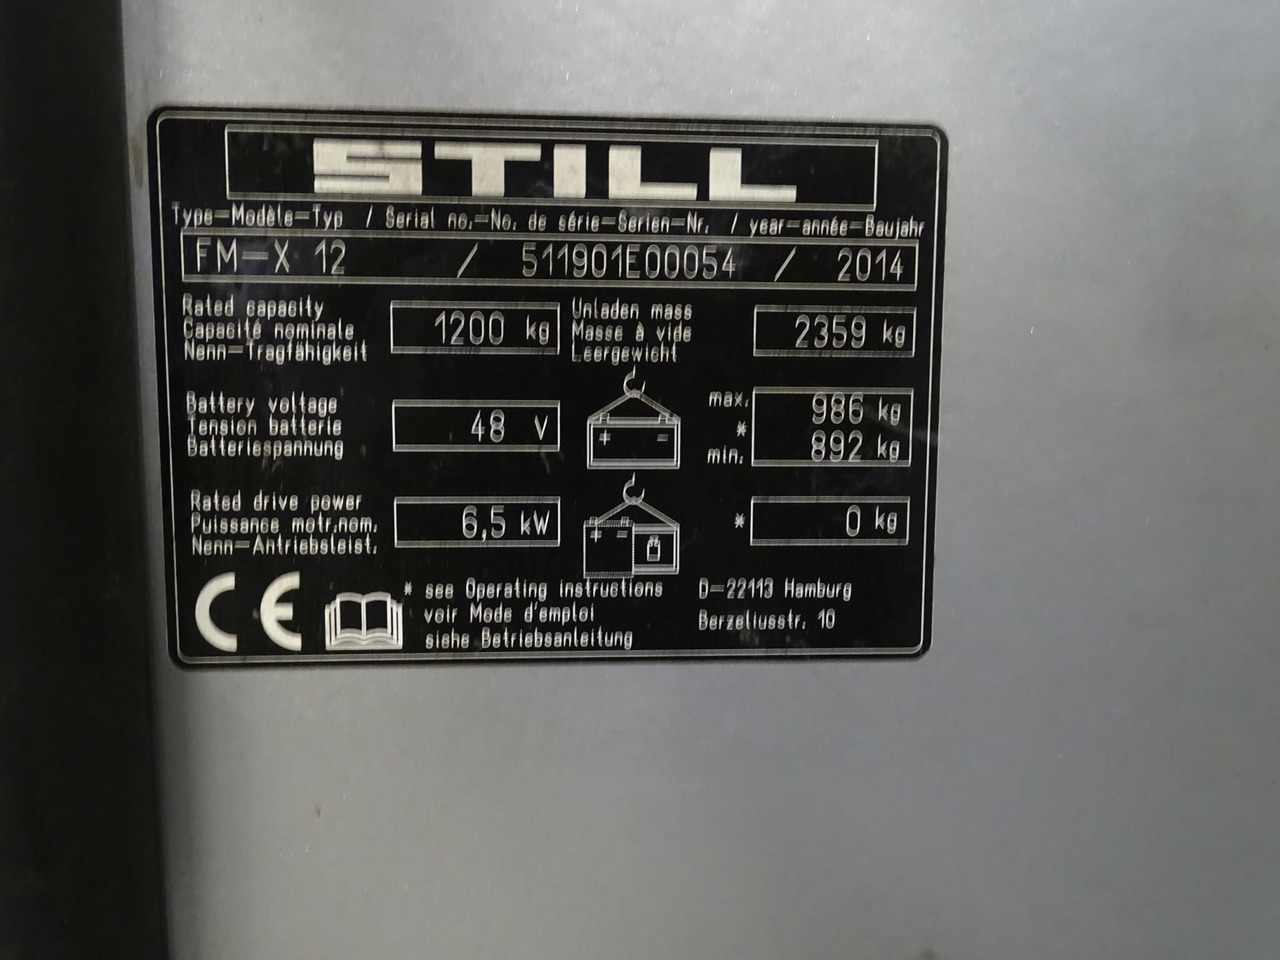 STILL
Type-Modèle-Typ / Serial no.-No. de série-Serien-Nr. / year-année-Baujahr
FM-X 12 / 511901E00054 / 2014
Rated capacity
Capacité nominale
Nenn-Tragfähigkeit
1200 kg
Unladen mass
Masse à vide
Leergewicht
2359 kg
Battery voltage
Tension batterie
Batteriespannung
48 V
+ -
max. 986 kg
*
min. 892 kg
Rated drive power
Puissance motr.nom.
Nenn-Antriebsleist.
6,5 kW
+ -
* 0 kg
CE
* see Operating instructions
voir Mode d'emploi
siehe Betriebsanleitung
D-22113 Hamburg
Berzeliusstr. 10